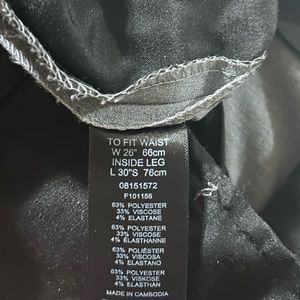 TO FIT WAIST
W 26" 66cm
INSIDE LEG
L 30"S 76cm
08151572
F101156
63% POLYESTER
33% VISCOSE
4% ELASTANE
63% POLYESTER
33% VISCOSE
4% ELASTHANNE
63% POLIÉSTER
33% VISCOSA
4% ELASTANO
63% POLYESTER
33% VISKOSE
4% ELASTHAN
MADE IN CAMBODIA